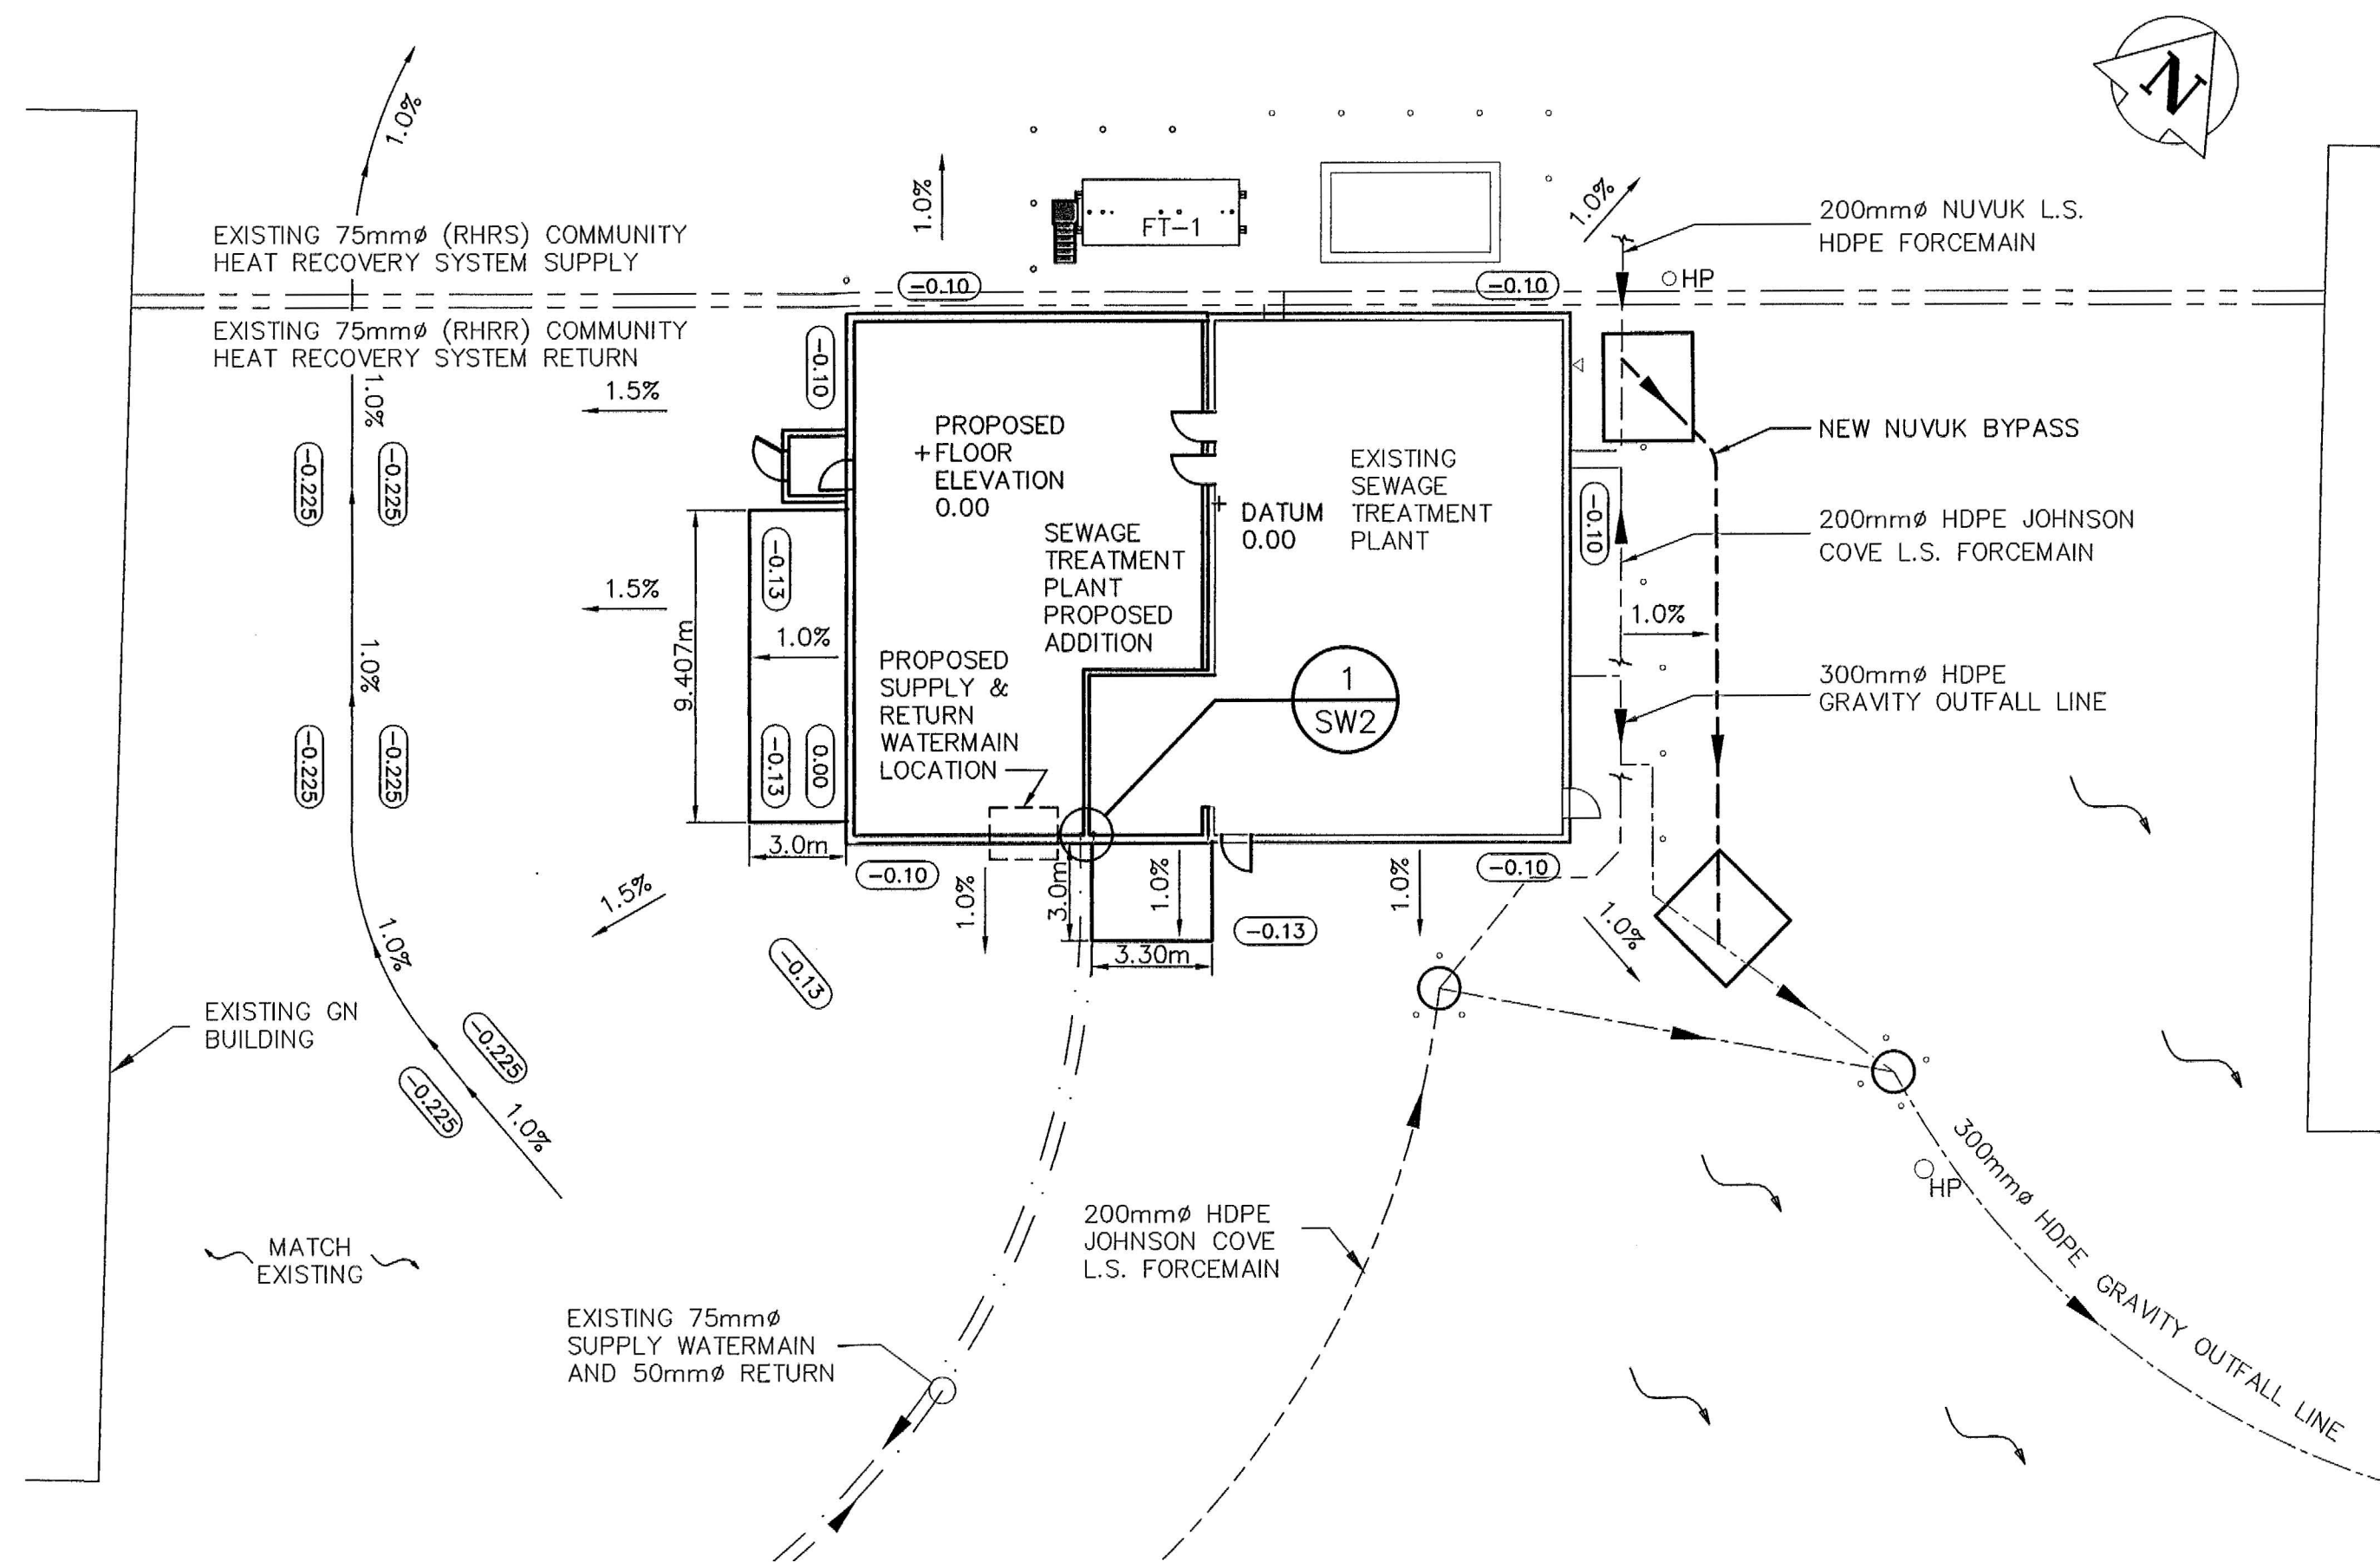 N
1.0%
1.0%
1.0%
FT-1
200mmø NUVUK L.S.
HDPE FORCEMAIN
EXISTING 75mmø (RHRS) COMMUNITY
HEAT RECOVERY SYSTEM SUPPLY
-0.10
-0.10
HP
EXISTING 75mmø (RHRR) COMMUNITY
HEAT RECOVERY SYSTEM RETURN
-0.10
1.0%
1.5%
PROPOSED
+FLOOR
ELEVATION
0.00
NEW NUVUK BYPASS
-0.225
-0.225
EXISTING
SEWAGE
TREATMENT
PLANT
+ DATUM
0.00
-0.10
200mmø HDPE JOHNSON
COVE L.S. FORCEMAIN
SEWAGE
TREATMENT
PLANT
PROPOSED
ADDITION
-0.13
1.5%
1.0%
1.0%
1.0%
9.407m
PROPOSED
SUPPLY &
RETURN
WATERMAIN
LOCATION
1
SW2
300mmø HDPE
GRAVITY OUTFALL LINE
-0.225
-0.225
-0.13
0.00
3.0m
-0.10
1.0%
3.0m
1.0%
1.0%
-0.10
1.5%
3.30m
-0.13
1.0%
1.0%
-0.13
EXISTING GN
BUILDING
-0.225
-0.225
1.0%
HP
300mmø HDPE GRAVITY OUTFALL LINE
MATCH
EXISTING
200mmø HDPE
JOHNSON COVE
L.S. FORCEMAIN
EXISTING 75mmø
SUPPLY WATERMAIN
AND 50mmø RETURN